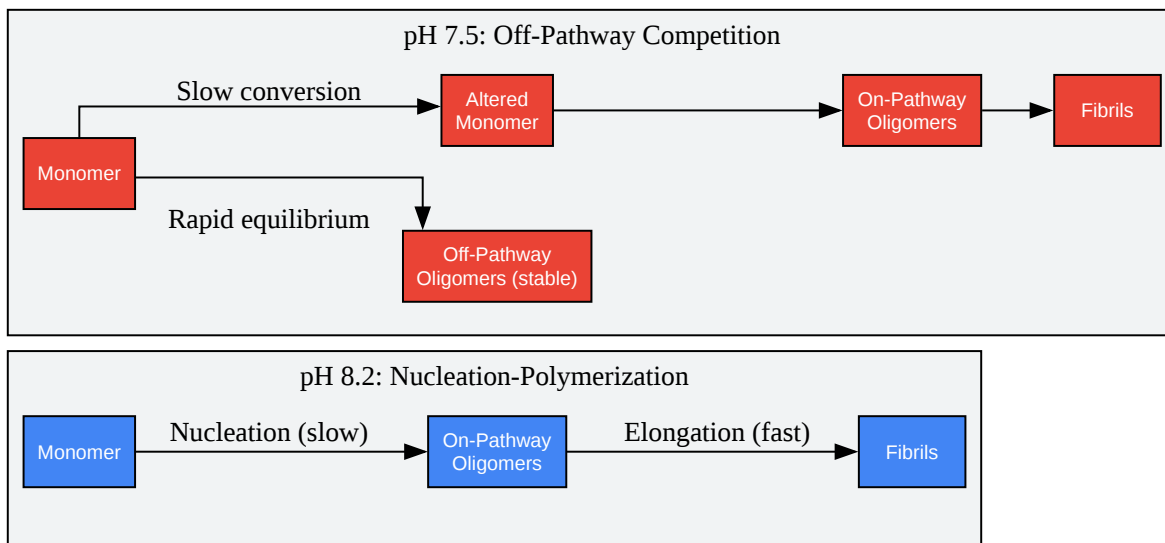 pH 7.5: Off-Pathway Competition
Slow conversion
Altered
Monomer
On-Pathway
Oligomers
Fibrils
Monomer
Rapid equilibrium
Off-Pathway
Oligomers (stable)
pH 8.2: Nucleation-Polymerization
Monomer
Nucleation (slow)
On-Pathway
Oligomers
Elongation (fast)
Fibrils